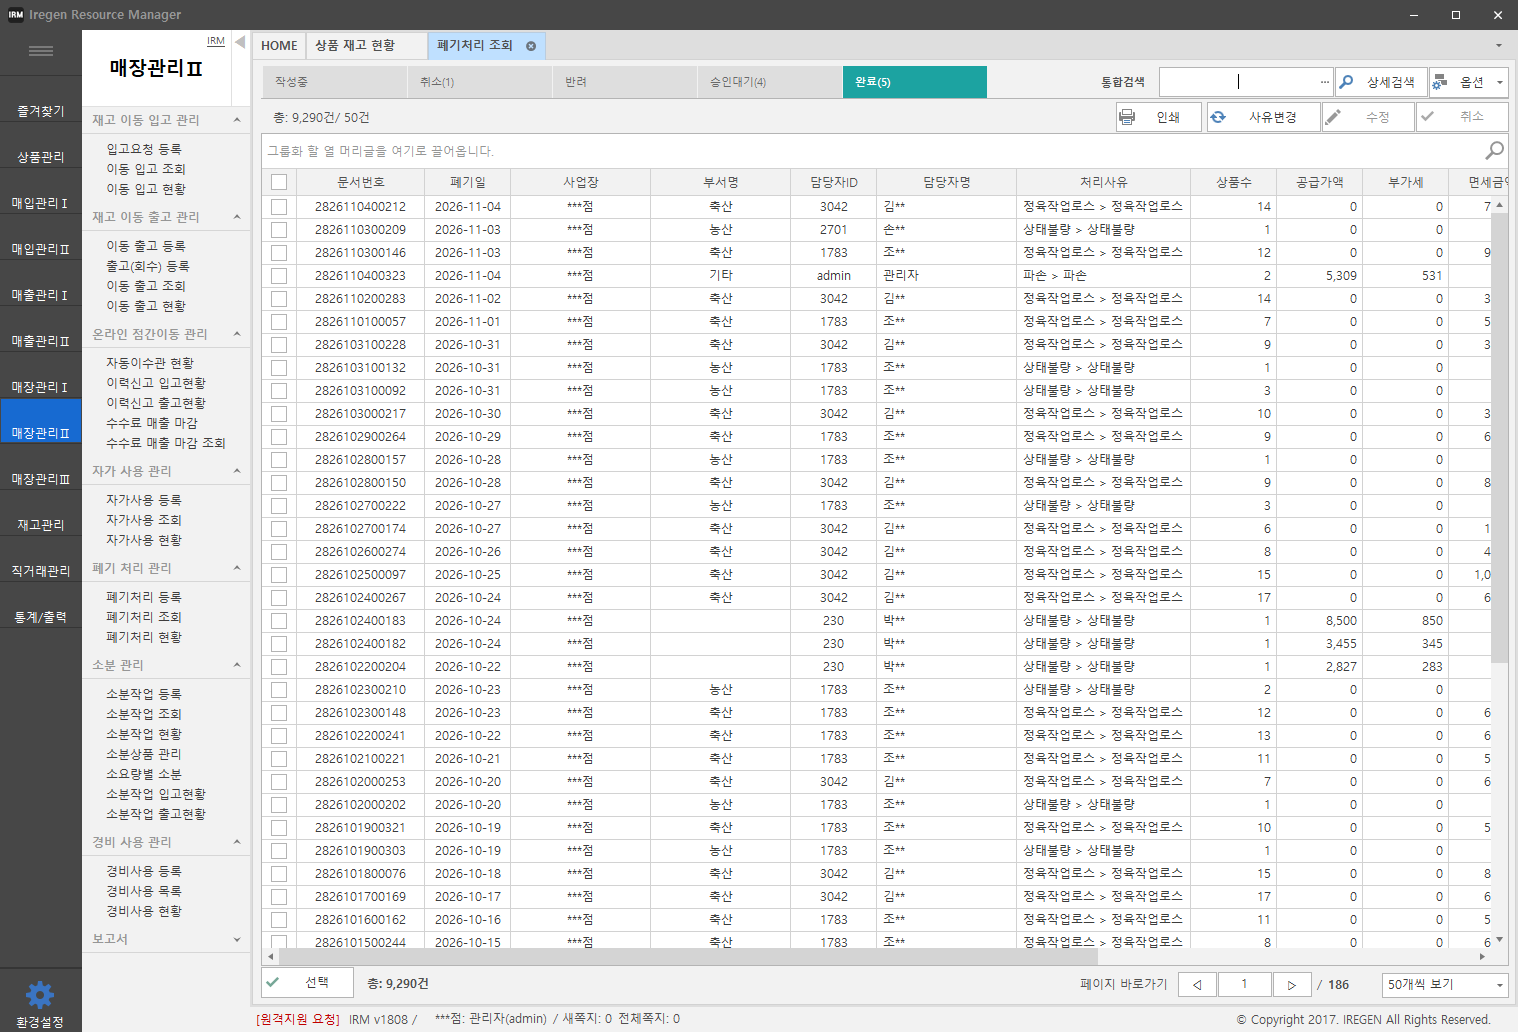 IRM Iregen Resource Manager
즐겨찾기
상품관리
매입관리Ⅰ
매입관리Ⅱ
매출관리Ⅰ
매출관리Ⅱ
매장관리Ⅰ
매장관리Ⅱ
매장관리Ⅲ
재고관리
직거래관리
통계/출력
환경설정
IRM
매장관리Ⅱ
재고 이동 입고 관리
입고요청 등록
이동 입고 조회
이동 입고 현황
재고 이동 출고 관리
이동 출고 등록
출고(회수) 등록
이동 출고 조회
이동 출고 현황
온라인 점간이동 관리
자동이수관 현황
이력신고 입고현황
이력신고 출고현황
수수료 매출 마감
수수료 매출 마감 조회
자가 사용 관리
자가사용 등록
자가사용 조회
자가사용 현황
폐기 처리 관리
폐기처리 등록
폐기처리 조회
폐기처리 현황
소분 관리
소분작업 등록
소분작업 조회
소분작업 현황
소분상품 관리
소요량별 소분
소분작업 입고현황
소분작업 출고현황
경비 사용 관리
경비사용 등록
경비사용 목록
경비사용 현황
보고서
HOME 상품 재고 현황 폐기처리 조회
작성중 취소(1) 반려 승인대기(4) 완료(5) 통합검색 ... 상세검색 옵션
총: 9,290건/ 50건 인쇄 사유변경 수정 취소
그룹화 할 열 머리글을 여기로 끌어옵니다.
문서번호 폐기일 사업장 부서명 담당자ID 담당자명 처리사유 상품수 공급가액 부가세 면세금액
2826110400212 2026-11-04 ***점 축산 3042 김** 정육작업로스 > 정육작업로스 14 0 0 7
2826110300209 2026-11-03 ***점 농산 2701 손** 상태불량 > 상태불량 1 0 0
2826110300146 2026-11-03 ***점 축산 1783 조** 정육작업로스 > 정육작업로스 12 0 0 9
2826110400323 2026-11-04 ***점 기타 admin 관리자 파손 > 파손 2 5,309 531
2826110200283 2026-11-02 ***점 축산 3042 김** 정육작업로스 > 정육작업로스 14 0 0 3
2826110100057 2026-11-01 ***점 축산 1783 조** 정육작업로스 > 정육작업로스 7 0 0 5
2826103100228 2026-10-31 ***점 축산 3042 김** 정육작업로스 > 정육작업로스 9 0 0 3
2826103100132 2026-10-31 ***점 농산 1783 조** 상태불량 > 상태불량 1 0 0
2826103100092 2026-10-31 ***점 농산 1783 조** 상태불량 > 상태불량 3 0 0
2826103000217 2026-10-30 ***점 축산 3042 김** 정육작업로스 > 정육작업로스 10 0 0 3
2826102900264 2026-10-29 ***점 축산 1783 조** 정육작업로스 > 정육작업로스 9 0 0 6
2826102800157 2026-10-28 ***점 농산 1783 조** 상태불량 > 상태불량 1 0 0
2826102800150 2026-10-28 ***점 축산 3042 김** 정육작업로스 > 정육작업로스 9 0 0 8
2826102700222 2026-10-27 ***점 농산 1783 조** 상태불량 > 상태불량 3 0 0
2826102700174 2026-10-27 ***점 축산 3042 김** 정육작업로스 > 정육작업로스 6 0 0 1
2826102600274 2026-10-26 ***점 축산 3042 김** 정육작업로스 > 정육작업로스 8 0 0 4
2826102500097 2026-10-25 ***점 축산 3042 김** 정육작업로스 > 정육작업로스 15 0 0 1,0
2826102400267 2026-10-24 ***점 축산 3042 김** 정육작업로스 > 정육작업로스 17 0 0 6
2826102400183 2026-10-24 ***점 230 박** 상태불량 > 상태불량 1 8,500 850
2826102400182 2026-10-24 ***점 230 박** 상태불량 > 상태불량 1 3,455 345
2826102200204 2026-10-22 ***점 230 박** 상태불량 > 상태불량 1 2,827 283
2826102300210 2026-10-23 ***점 농산 1783 조** 상태불량 > 상태불량 2 0 0
2826102300148 2026-10-23 ***점 축산 1783 조** 정육작업로스 > 정육작업로스 12 0 0 6
2826102200241 2026-10-22 ***점 축산 1783 조** 정육작업로스 > 정육작업로스 13 0 0 6
2826102100221 2026-10-21 ***점 축산 1783 조** 정육작업로스 > 정육작업로스 11 0 0 5
2826102000253 2026-10-20 ***점 축산 3042 김** 정육작업로스 > 정육작업로스 7 0 0 6
2826102000202 2026-10-20 ***점 농산 1783 조** 상태불량 > 상태불량 1 0 0
2826101900321 2026-10-19 ***점 축산 1783 조** 정육작업로스 > 정육작업로스 10 0 0 5
2826101900303 2026-10-19 ***점 농산 1783 조** 상태불량 > 상태불량 1 0 0
2826101800076 2026-10-18 ***점 축산 3042 김** 정육작업로스 > 정육작업로스 15 0 0 8
2826101700169 2026-10-17 ***점 축산 3042 김** 정육작업로스 > 정육작업로스 17 0 0 6
2826101600162 2026-10-16 ***점 축산 1783 조** 정육작업로스 > 정육작업로스 11 0 0 5
2826101500244 2026-10-15 ***점 축산 1783 조** 정육작업로스 > 정육작업로스 8 0 0 6
선택 총: 9,290건 페이지 바로가기 1 / 186 50개씩 보기
[원격지원 요청] IRM v1808 / ***점: 관리자(admin) / 새쪽지: 0 전체쪽지: 0 © Copyright 2017. IREGEN All Rights Reserved.